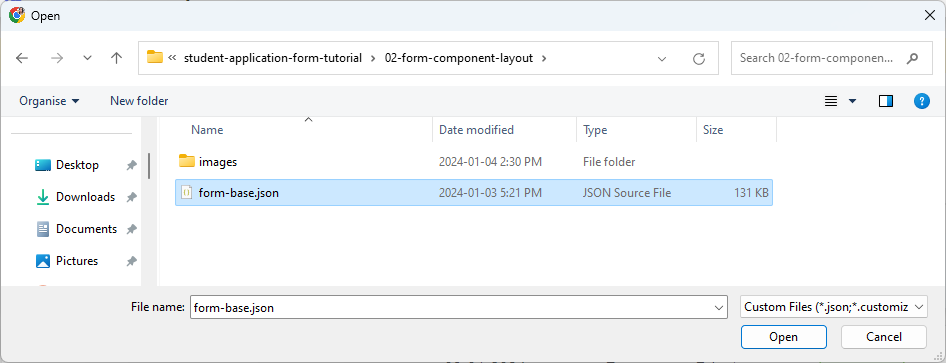 Open
« student-application-form-tutorial > 02-form-component-layout >
Search 02-form-componen...
Organise New folder
Name Date modified Type Size
Desktop
images 2024-01-04 2:30 PM File folder
Downloads
form-base.json 2024-01-03 5:21 PM JSON Source File 131 KB
Documents
Pictures
File name: form-base.json Custom Files (*.json;*.customiz
Open Cancel